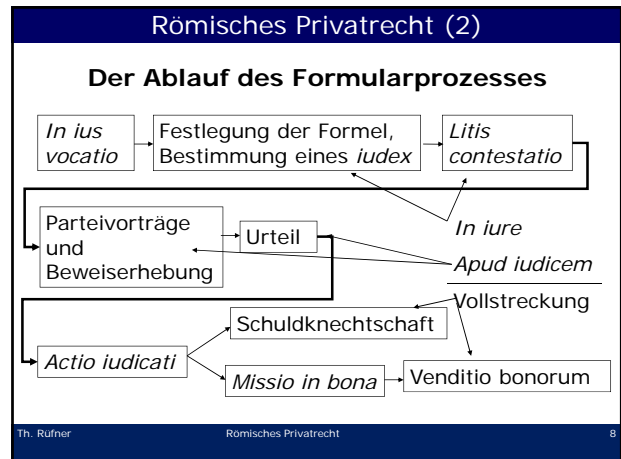 Römisches Privatrecht (2)
Der Ablauf des Formularprozesses
In ius
vocatio
Festlegung der Formel,
Bestimmung eines iudex
Litis
contestatio
In iure
Parteivorträge
und
Beweiserhebung
Urteil
Apud iudicem
Vollstreckung
Schuldknechtschaft
Actio iudicati
Missio in bona
Venditio bonorum
Th. Rüfner
Römisches Privatrecht
8